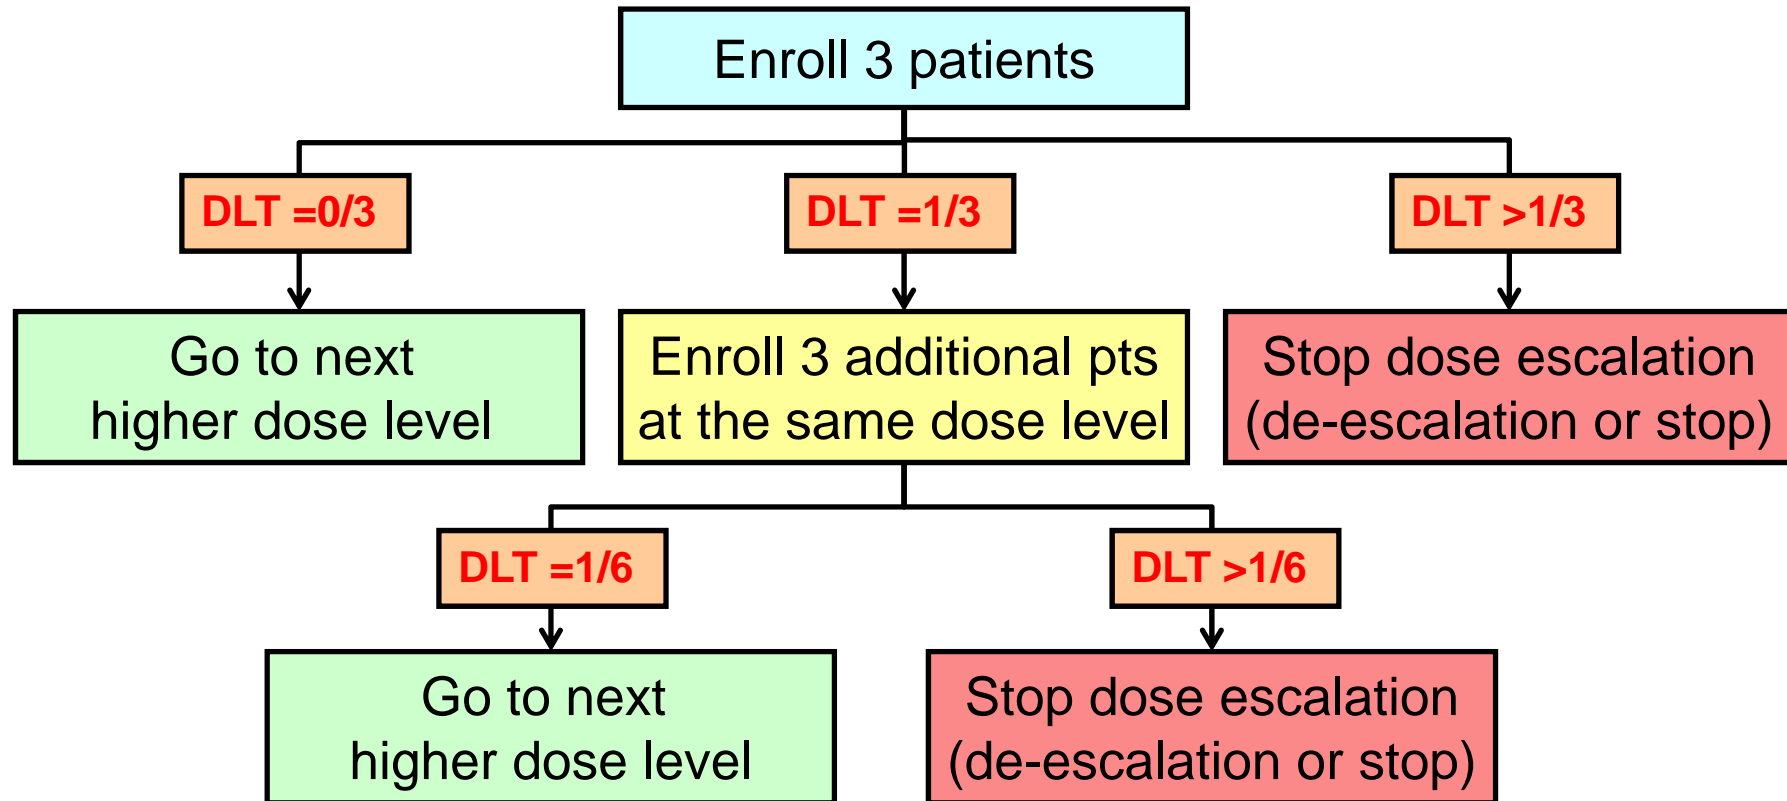 Enroll 3 patients
DLT =0/3
DLT =1/3
DLT >1/3
Go to next
higher dose level
Enroll 3 additional pts
at the same dose level
Stop dose escalation
(de-escalation or stop)
DLT =1/6
DLT >1/6
Go to next
higher dose level
Stop dose escalation
(de-escalation or stop)